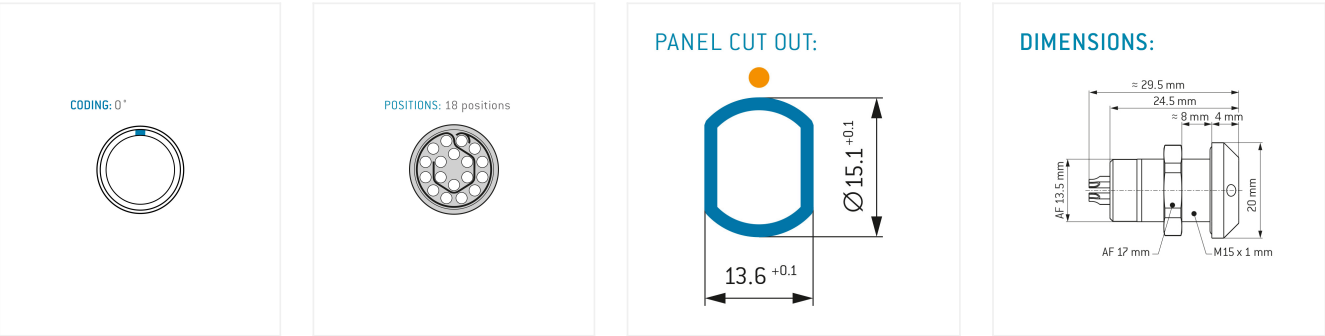 CODING: 0°
POSITIONS: 18 positions
PANEL CUT OUT:
Ø 15.1 +0.1
13.6 +0.1
DIMENSIONS:
≈ 29.5 mm
24.5 mm
≈ 8 mm 4 mm
AF 13.5 mm
20 mm
AF 17 mm
M15 x 1 mm